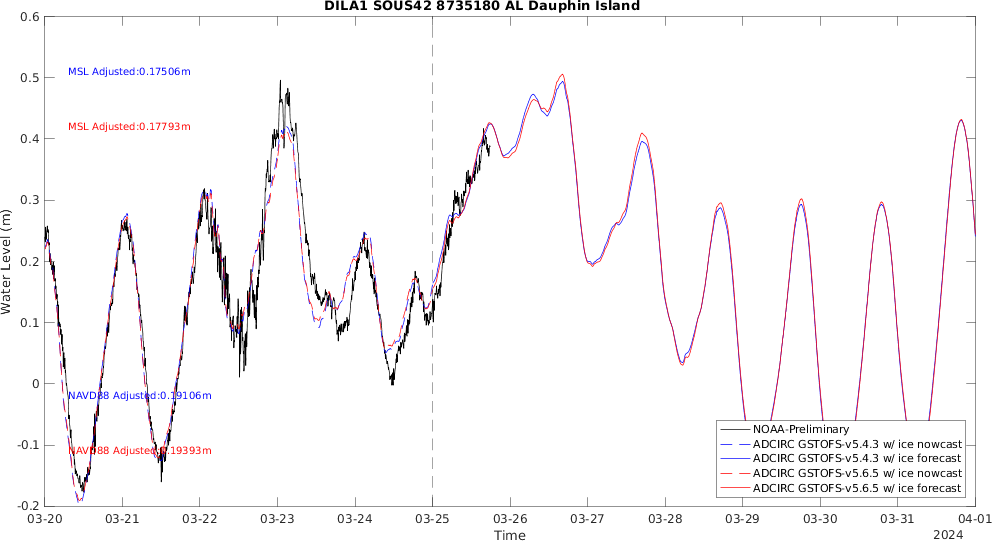 DILA1 SOUS42 8735180 AL Dauphin Island
Water Level (m)
0.6
0.5
0.4
0.3
0.2
0.1
0
-0.1
-0.2
MSL Adjusted:0.17506m
MSL Adjusted:0.17793m
NAVD88 Adjusted:0.19106m
NAVD88 Adjusted:0.19393m
NOAA-Preliminary
ADCIRC GSTOFS-v5.4.3 w/ ice nowcast
ADCIRC GSTOFS-v5.4.3 w/ ice forecast
ADCIRC GSTOFS-v5.6.5 w/ ice nowcast
ADCIRC GSTOFS-v5.6.5 w/ ice forecast
03-20 03-21 03-22 03-23 03-24 03-25 03-26 03-27 03-28 03-29 03-30 03-31 04-01
Time
2024